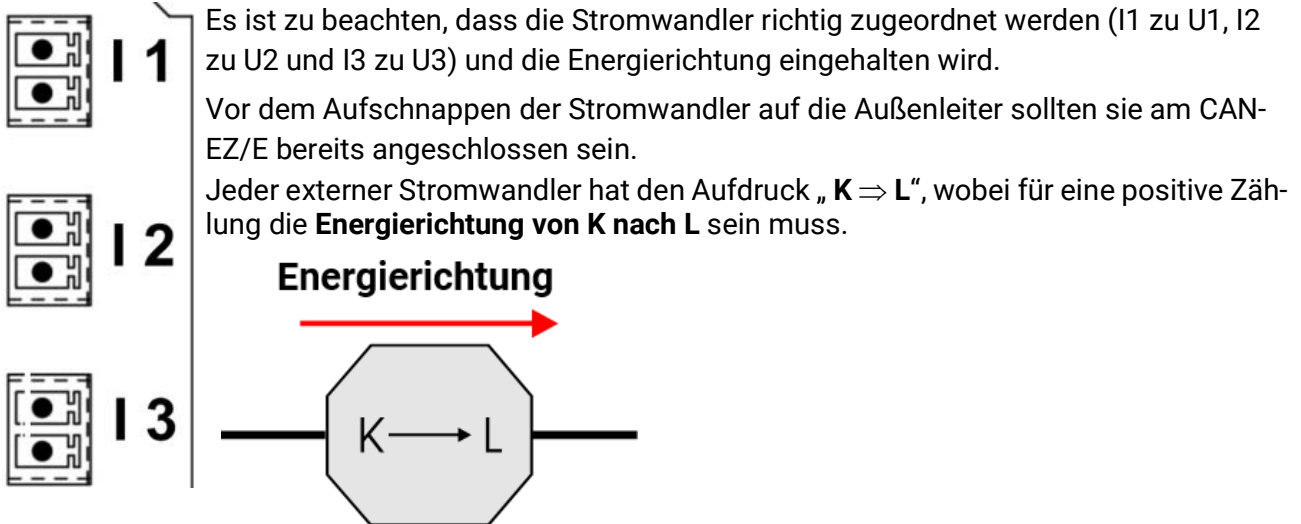 I 1
I 2
I 3
Es ist zu beachten, dass die Stromwandler richtig zugeordnet werden (I1 zu U1, I2
zu U2 und I3 zu U3) und die Energierichtung eingehalten wird.
Vor dem Aufschnappen der Stromwandler auf die Außenleiter sollten sie am CAN-
EZ/E bereits angeschlossen sein.
Jeder externer Stromwandler hat den Aufdruck „ K ⇒ L“, wobei für eine positive Zäh-
lung die Energierichtung von K nach L sein muss.
Energierichtung
K → L